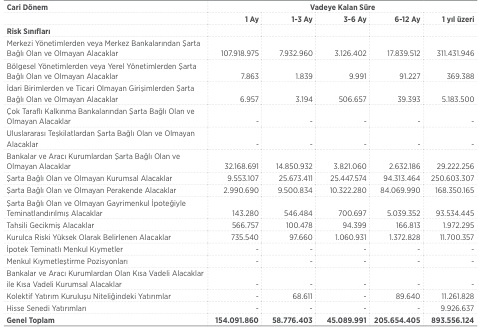 Cari Dönem Vadeye Kalan Süre
1 Ay 1-3 Ay 3-6 Ay 6-12 Ay 1 yıl üzeri
Risk Sınıfları
Merkezi Yönetimlerden veya Merkez Bankalarından Şarta
Bağlı Olan ve Olmayan Alacaklar 107.918.975 7.932.960 3.126.402 17.839.512 311.431.946
Bölgesel Yönetimlerden veya Yerel Yönetimlerden Şarta
Bağlı Olan ve Olmayan Alacaklar 7.863 1.839 9.991 91.227 369.388
İdari Birimlerden ve Ticari Olmayan Girişimlerden Şarta
Bağlı Olan ve Olmayan Alacaklar 6.957 3.194 506.657 39.393 5.183.500
Çok Taraflı Kalkınma Bankalarından Şarta Bağlı Olan ve
Olmayan Alacaklar - - - - -
Uluslararası Teşkilatlardan Şarta Bağlı Olan ve Olmayan
Alacaklar - - - - -
Bankalar ve Aracı Kurumlardan Şarta Bağlı Olan ve
Olmayan Alacaklar 32.168.691 14.850.932 3.821.060 2.632.186 29.222.256
Şarta Bağlı Olan ve Olmayan Kurumsal Alacaklar 9.553.107 25.673.411 25.447.574 94.313.464 250.603.307
Şarta Bağlı Olan ve Olmayan Perakende Alacaklar 2.990.690 9.500.834 10.322.280 84.069.990 168.350.165
Şarta Bağlı Olan ve Olmayan Gayrimenkul İpoteğiyle
Teminatlandırılmış Alacaklar 143.280 546.484 700.697 5.039.352 93.534.445
Tahsili Gecikmiş Alacaklar 566.757 100.478 94.399 166.813 1.972.295
Kurulca Riski Yüksek Olarak Belirlenen Alacaklar 735.540 97.660 1.060.931 1.372.828 11.700.357
İpotek Teminatlı Menkul Kıymetler - - - - -
Menkul Kıymetleştirme Pozisyonları - - - - -
Bankalar ve Aracı Kurumlardan Olan Kısa Vadeli Alacaklar
ile Kısa Vadeli Kurumsal Alacaklar - - - - -
Kolektif Yatırım Kuruluşu Niteliğindeki Yatırımlar - 68.611 - 89.640 11.261.828
Hisse Senedi Yatırımları - - - - 9.926.637
Genel Toplam 154.091.860 58.776.403 45.089.991 205.654.405 893.556.124